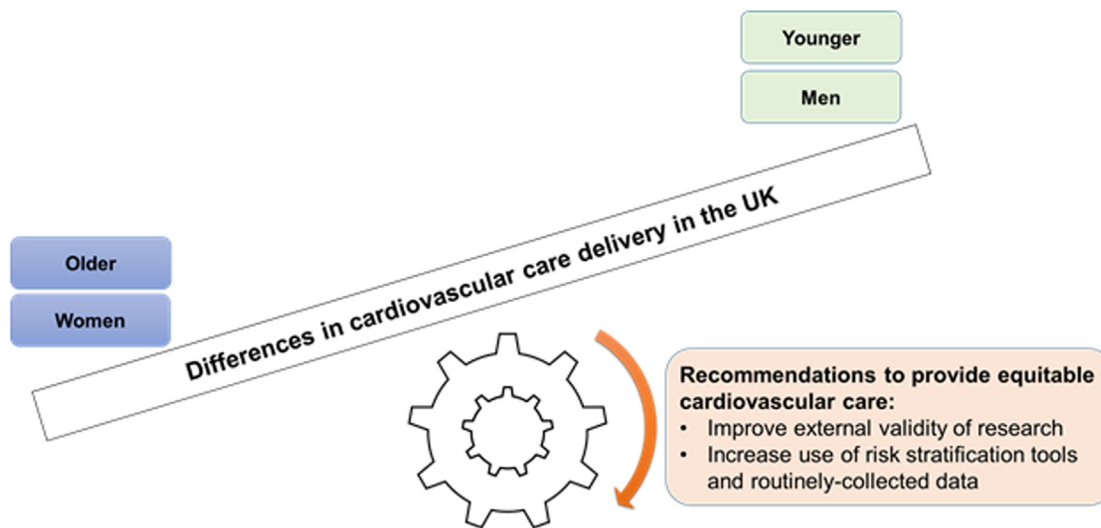 Younger
Men
Differences in cardiovascular care delivery in the UK
Older
Women
Recommendations to provide equitable
cardiovascular care:
• Improve external validity of research
• Increase use of risk stratification tools
and routinely-collected data